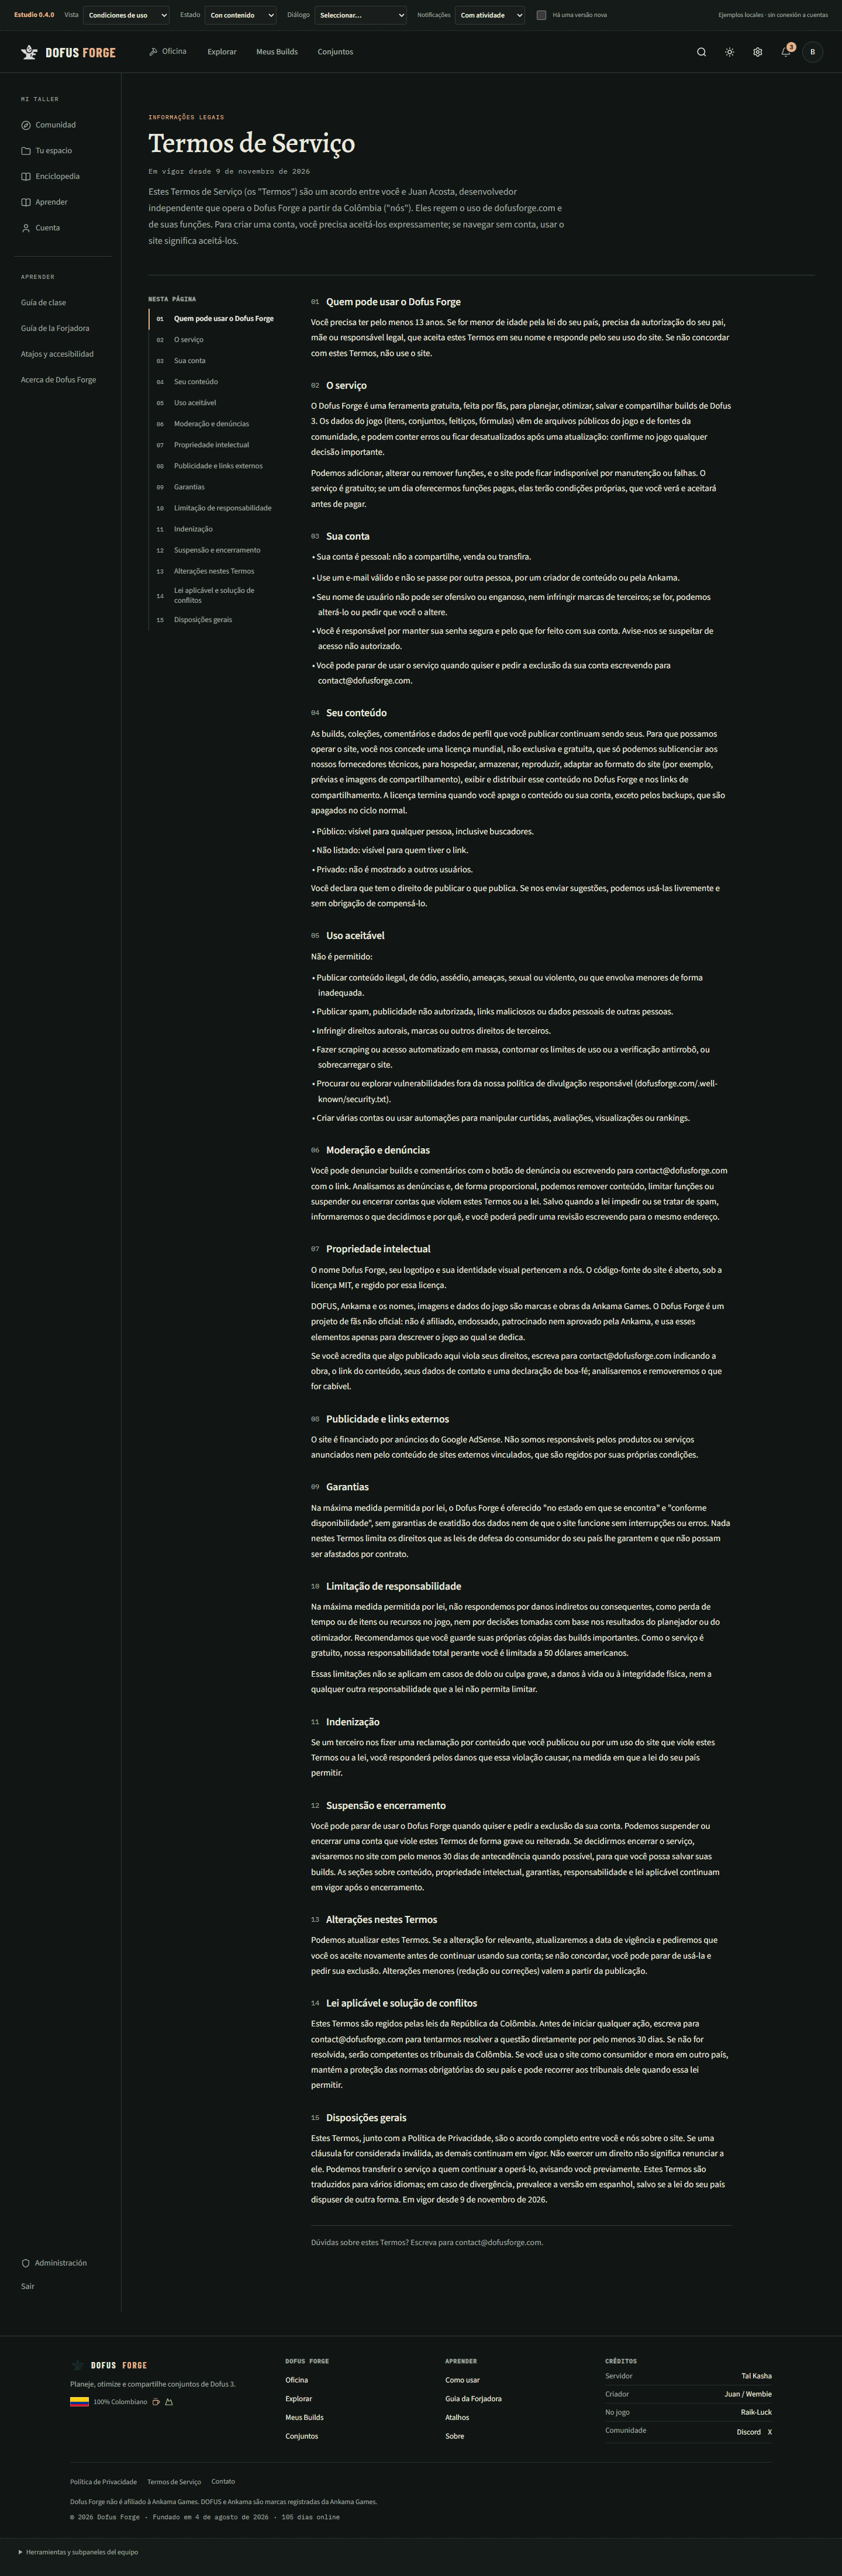 Estudio 0.4.0 Vista Condiciones de uso Estado Con contenido Diálogo Seleccionar... Notificações Com atividade Há uma versão nova Ejemplos locales · sin conexión a cuentas
DOFUS FORGE Oficina Explorar Meus Builds Conjuntos 3 B
MI TALLER
Comunidad
Tu espacio
Enciclopedia
Aprender
Cuenta
APRENDER
Guía de clase
Guía de la Forjadora
Atajos y accesibilidad
Acerca de Dofus Forge
INFORMAÇÕES LEGAIS
Termos de Serviço
Em vigor desde 9 de novembro de 2026
Estes Termos de Serviço (os "Termos") são um acordo entre você e Juan Acosta, desenvolvedor
independente que opera o Dofus Forge a partir da Colômbia ("nós"). Eles regem o uso de dofusforge.com e
de suas funções. Para criar uma conta, você precisa aceitá-los expressamente; se navegar sem conta, usar o
site significa aceitá-los.
NESTA PÁGINA
01 Quem pode usar o Dofus Forge
02 O serviço
03 Sua conta
04 Seu conteúdo
05 Uso aceitável
06 Moderação e denúncias
07 Propriedade intelectual
08 Publicidade e links externos
09 Garantias
10 Limitação de responsabilidade
11 Indenização
12 Suspensão e encerramento
13 Alterações nestes Termos
14 Lei aplicável e solução de
conflitos
15 Disposições gerais
01 Quem pode usar o Dofus Forge
Você precisa ter pelo menos 13 anos. Se for menor de idade pela lei do seu país, precisa da autorização do seu pai,
mãe ou responsável legal, que aceita estes Termos em seu nome e responde pelo seu uso do site. Se não concordar
com estes Termos, não use o site.
02 O serviço
O Dofus Forge é uma ferramenta gratuita, feita por fãs, para planejar, otimizar, salvar e compartilhar builds de Dofus
3. Os dados do jogo (itens, conjuntos, feitiços, fórmulas) vêm de arquivos públicos do jogo e de fontes da
comunidade, e podem conter erros ou ficar desatualizados após uma atualização: confirme no jogo qualquer
decisão importante.
Podemos adicionar, alterar ou remover funções, e o site pode ficar indisponível por manutenção ou falhas. O
serviço é gratuito; se um dia oferecermos funções pagas, elas terão condições próprias, que você verá e aceitará
antes de pagar.
03 Sua conta
• Sua conta é pessoal: não a compartilhe, venda ou transfira.
• Use um e-mail válido e não se passe por outra pessoa, por um criador de conteúdo ou pela Ankama.
• Seu nome de usuário não pode ser ofensivo ou enganoso, nem infringir marcas de terceiros; se for, podemos
alterá-lo ou pedir que você o altere.
• Você é responsável por manter sua senha segura e pelo que for feito com sua conta. Avise-nos se suspeitar de
acesso não autorizado.
• Você pode parar de usar o serviço quando quiser e pedir a exclusão da sua conta escrevendo para
contact@dofusforge.com.
04 Seu conteúdo
As builds, coleções, comentários e dados de perfil que você publicar continuam sendo seus. Para que possamos
operar o site, você nos concede uma licença mundial, não exclusiva e gratuita, que só podemos sublicenciar aos
nossos fornecedores técnicos, para hospedar, armazenar, reproduzir, adaptar ao formato do site (por exemplo,
prévias e imagens de compartilhamento), exibir e distribuir esse conteúdo no Dofus Forge e nos links de
compartilhamento. A licença termina quando você apaga o conteúdo ou sua conta, exceto pelos backups, que são
apagados no ciclo normal.
• Público: visível para qualquer pessoa, inclusive buscadores.
• Não listado: visível para quem tiver o link.
• Privado: não é mostrado a outros usuários.
Você declara que tem o direito de publicar o que publica. Se nos enviar sugestões, podemos usá-las livremente e
sem obrigação de compensá-lo.
05 Uso aceitável
Não é permitido:
• Publicar conteúdo ilegal, de ódio, assédio, ameaças, sexual ou violento, ou que envolva menores de forma
inadequada.
• Publicar spam, publicidade não autorizada, links maliciosos ou dados pessoais de outras pessoas.
• Infringir direitos autorais, marcas ou outros direitos de terceiros.
• Fazer scraping ou acesso automatizado em massa, contornar os limites de uso ou a verificação antirrobô, ou
sobrecarregar o site.
• Procurar ou explorar vulnerabilidades fora da nossa política de divulgação responsável (dofusforge.com/.well-
known/security.txt).
• Criar várias contas ou usar automações para manipular curtidas, avaliações, visualizações ou rankings.
06 Moderação e denúncias
Você pode denunciar builds e comentários com o botão de denúncia ou escrevendo para contact@dofusforge.com
com o link. Analisamos as denúncias e, de forma proporcional, podemos remover conteúdo, limitar funções ou
suspender ou encerrar contas que violem estes Termos ou a lei. Salvo quando a lei impedir ou se tratar de spam,
informaremos o que decidimos e por quê, e você poderá pedir uma revisão escrevendo para o mesmo endereço.
07 Propriedade intelectual
O nome Dofus Forge, seu logotipo e sua identidade visual pertencem a nós. O código-fonte do site é aberto, sob a
licença MIT, e regido por essa licença.
DOFUS, Ankama e os nomes, imagens e dados do jogo são marcas e obras da Ankama Games. O Dofus Forge é um
projeto de fãs não oficial: não é afiliado, endossado, patrocinado nem aprovado pela Ankama, e usa esses
elementos apenas para descrever o jogo ao qual se dedica.
Se você acredita que algo publicado aqui viola seus direitos, escreva para contact@dofusforge.com indicando a
obra, o link do conteúdo, seus dados de contato e uma declaração de boa-fé; analisaremos e removeremos o que
for cabível.
08 Publicidade e links externos
O site é financiado por anúncios do Google AdSense. Não somos responsáveis pelos produtos ou serviços
anunciados nem pelo conteúdo de sites externos vinculados, que são regidos por suas próprias condições.
09 Garantias
Na máxima medida permitida por lei, o Dofus Forge é oferecido "no estado em que se encontra" e "conforme
disponibilidade", sem garantias de exatidão dos dados nem de que o site funcione sem interrupções ou erros. Nada
nestes Termos limita os direitos que as leis de defesa do consumidor do seu país lhe garantem e que não possam
ser afastados por contrato.
10 Limitação de responsabilidade
Na máxima medida permitida por lei, não respondemos por danos indiretos ou consequentes, como perda de
tempo ou de itens ou recursos no jogo, nem por decisões tomadas com base nos resultados do planejador ou do
otimizador. Recomendamos que você guarde suas próprias cópias das builds importantes. Como o serviço é
gratuito, nossa responsabilidade total perante você é limitada a 50 dólares americanos.
Essas limitações não se aplicam em casos de dolo ou culpa grave, a danos à vida ou à integridade física, nem a
qualquer outra responsabilidade que a lei não permita limitar.
11 Indenização
Se um terceiro nos fizer uma reclamação por conteúdo que você publicou ou por um uso do site que viole estes
Termos ou a lei, você responderá pelos danos que essa violação causar, na medida em que a lei do seu país
permitir.
12 Suspensão e encerramento
Você pode parar de usar o Dofus Forge quando quiser e pedir a exclusão da sua conta. Podemos suspender ou
encerrar uma conta que viole estes Termos de forma grave ou reiterada. Se decidirmos encerrar o serviço,
avisaremos no site com pelo menos 30 dias de antecedência quando possível, para que você possa salvar suas
builds. As seções sobre conteúdo, propriedade intelectual, garantias, responsabilidade e lei aplicável continuam
em vigor após o encerramento.
13 Alterações nestes Termos
Podemos atualizar estes Termos. Se a alteração for relevante, atualizaremos a data de vigência e pediremos que
você os aceite novamente antes de continuar usando sua conta; se não concordar, você pode parar de usá-la e
pedir sua exclusão. Alterações menores (redação ou correções) valem a partir da publicação.
14 Lei aplicável e solução de conflitos
Estes Termos são regidos pelas leis da República da Colômbia. Antes de iniciar qualquer ação, escreva para
contact@dofusforge.com para tentarmos resolver a questão diretamente por pelo menos 30 dias. Se não for
resolvida, serão competentes os tribunais da Colômbia. Se você usa o site como consumidor e mora em outro país,
mantém a proteção das normas obrigatórias do seu país e pode recorrer aos tribunais dele quando essa lei
permitir.
15 Disposições gerais
Estes Termos, junto com a Política de Privacidade, são o acordo completo entre você e nós sobre o site. Se uma
cláusula for considerada inválida, as demais continuam em vigor. Não exercer um direito não significa renunciar a
ele. Podemos transferir o serviço a quem continuar a operá-lo, avisando você previamente. Estes Termos são
traduzidos para vários idiomas; em caso de divergência, prevalece a versão em espanhol, salvo se a lei do seu país
dispuser de outra forma. Em vigor desde 9 de novembro de 2026.
Dúvidas sobre estes Termos? Escreva para contact@dofusforge.com.
Administración
Sair
DOFUS FORGE
Planeje, otimize e compartilhe conjuntos de Dofus 3.
100% Colombiano
DOFUS FORGE
Oficina
Explorar
Meus Builds
Conjuntos
APRENDER
Como usar
Guia da Forjadora
Atalhos
Sobre
CRÉDITOS
Servidor Tal Kasha
Criador Juan / Wembie
No jogo Raik-Luck
Comunidade Discord X
Política de Privacidade Termos de Serviço Contato
Dofus Forge não é afiliado à Ankama Games. DOFUS e Ankama são marcas registradas da Ankama Games.
© 2026 Dofus Forge · Fundado em 4 de agosto de 2026 · 105 dias online
Herramientas y subpaneles del equipo